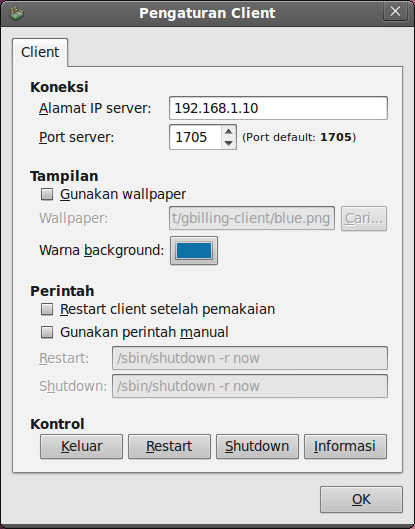 Pengaturan Client
Client
Koneksi
Alamat IP server: 192.168.1.10
Port server: 1705 (Port default: 1705)
Tampilan
Gunakan wallpaper
Wallpaper: t/gbilling-client/blue.png Cari...
Warna background:
Perintah
Restart client setelah pemakaian
Gunakan perintah manual
Restart: /sbin/shutdown -r now
Shutdown: /sbin/shutdown -r now
Kontrol
Keluar Restart Shutdown Informasi
OK